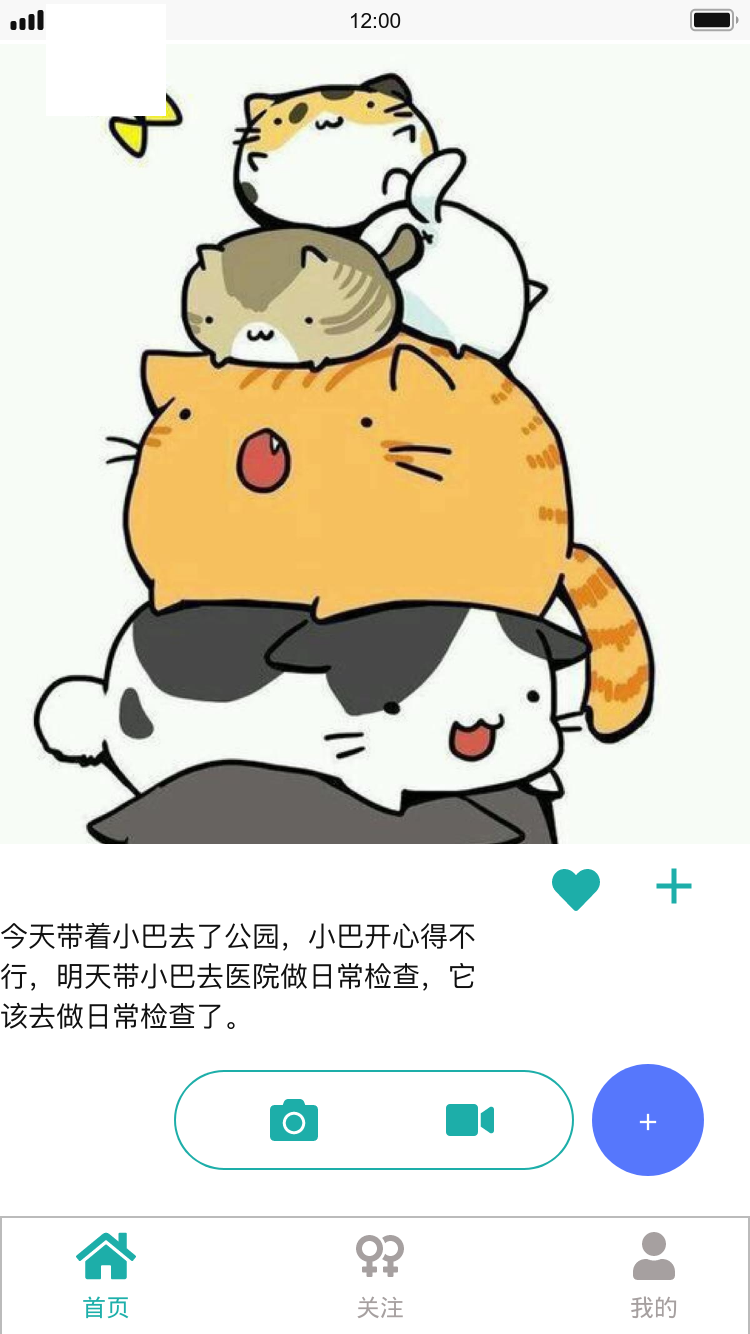 12:00
今天带着小巴去了公园，小巴开心得不
行，明天带小巴去医院做日常检查，它
该去做日常检查了。
首页
关注
我的